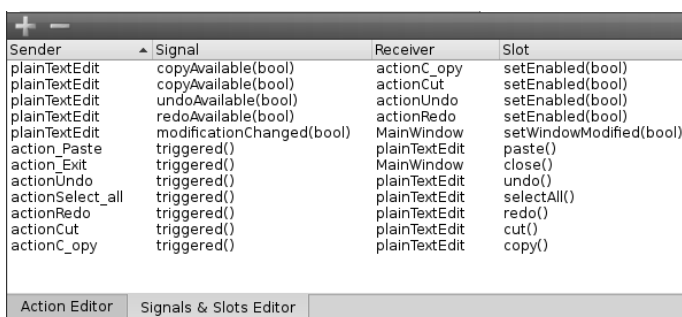 Sender Signal Receiver Slot
plainTextEdit copyAvailable(bool) actionC_opy setEnabled(bool)
plainTextEdit copyAvailable(bool) actionCut setEnabled(bool)
plainTextEdit undoAvailable(bool) actionUndo setEnabled(bool)
plainTextEdit redoAvailable(bool) actionRedo setEnabled(bool)
plainTextEdit modificationChanged(bool) MainWindow setWindowModified(bool)
action_Paste triggered() plainTextEdit paste()
action_Exit triggered() MainWindow close()
actionUndo triggered() plainTextEdit undo()
actionSelect_all triggered() plainTextEdit selectAll()
actionRedo triggered() plainTextEdit redo()
actionCut triggered() plainTextEdit cut()
actionC_opy triggered() plainTextEdit copy()
Action Editor Signals & Slots Editor